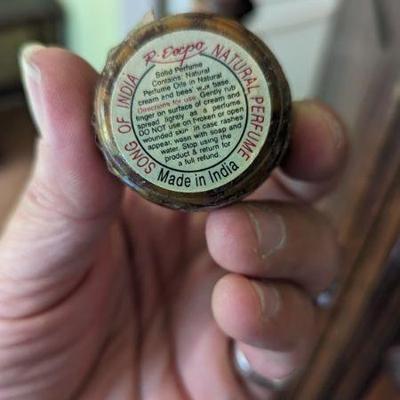 R-Expo
SONG OF INDIA
NATURAL PERFUME
Solid Perfume
Contains: Natural
Perfume Oils in Natural
cream and bees' wax base.
Directions for use: Gently rub
finger on surface of cream and
spread lightly as a perfume
DO NOT use on broken or open
wounded skin. In case rashes
appear, wash with soap and
water. Stop using the
product & return for
a full refund.
Made in India